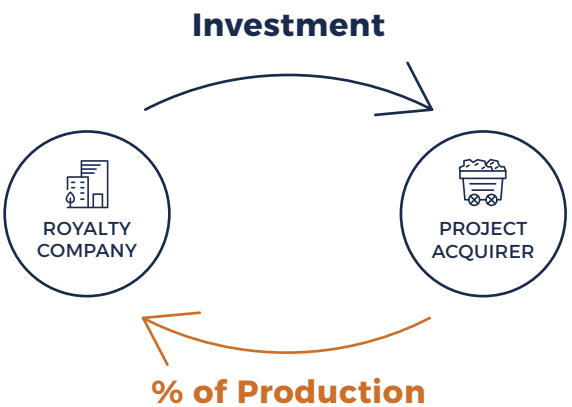 Investment
ROYALTY
COMPANY
PROJECT
ACQUIRER
% of Production